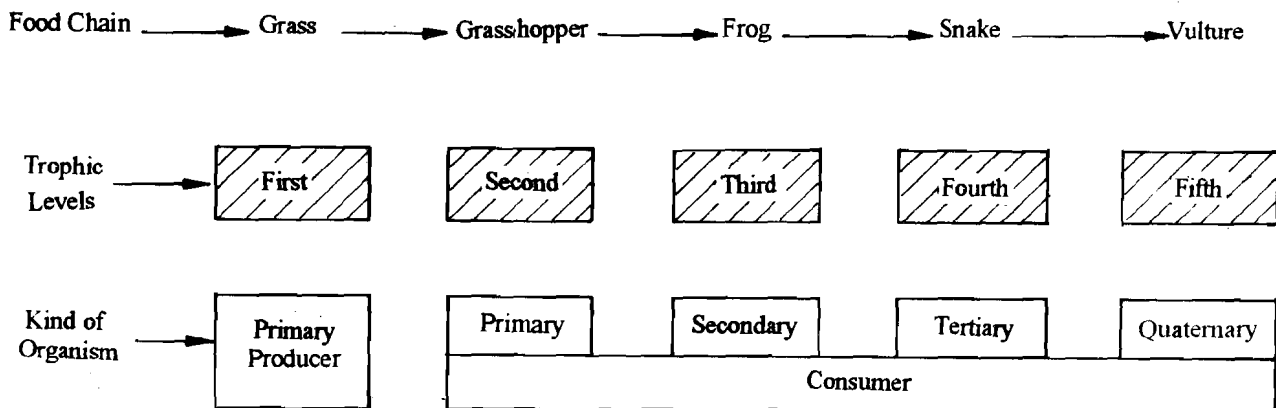 Food Chain Grass Grasshopper Frog Snake Vulture
Trophic
Levels
First Second Third Fourth Fifth
Kind of
Organism
Primary
Producer
Primary Secondary Tertiary Quaternary
Consumer